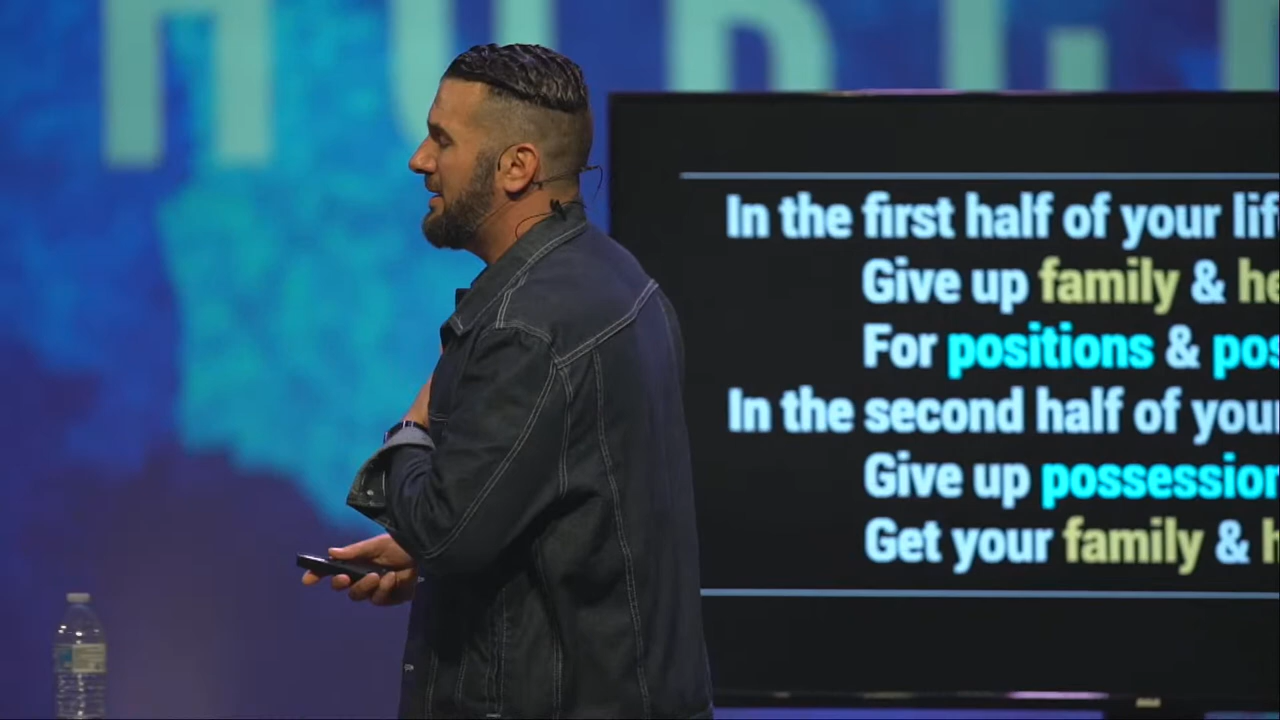 In the first half of your lif
Give up family & he
For positions & pos
In the second half of your
Give up possession
Get your family & h